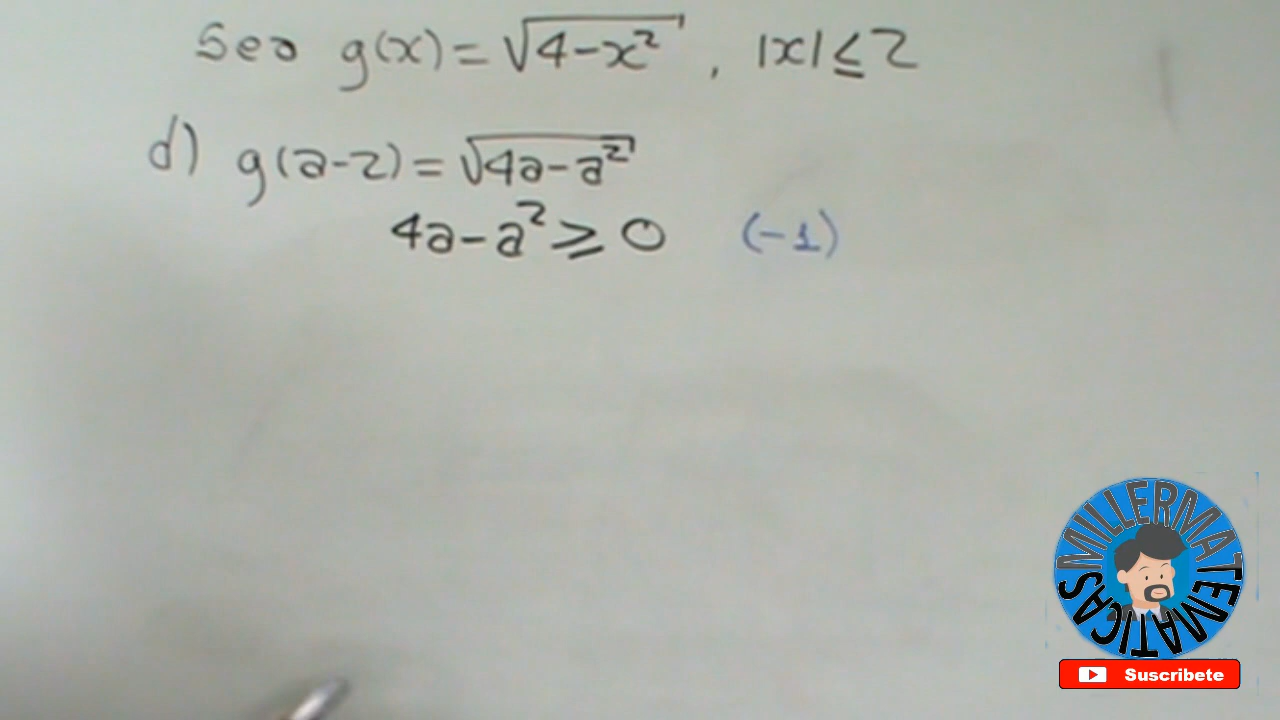 Sea g(x) = √4-x² , |x| ≤ 2
d) g(a-2) = √4a-a²
4a-a² ≥ 0 (-1)
MILLERMATEMATICAS
Suscribete